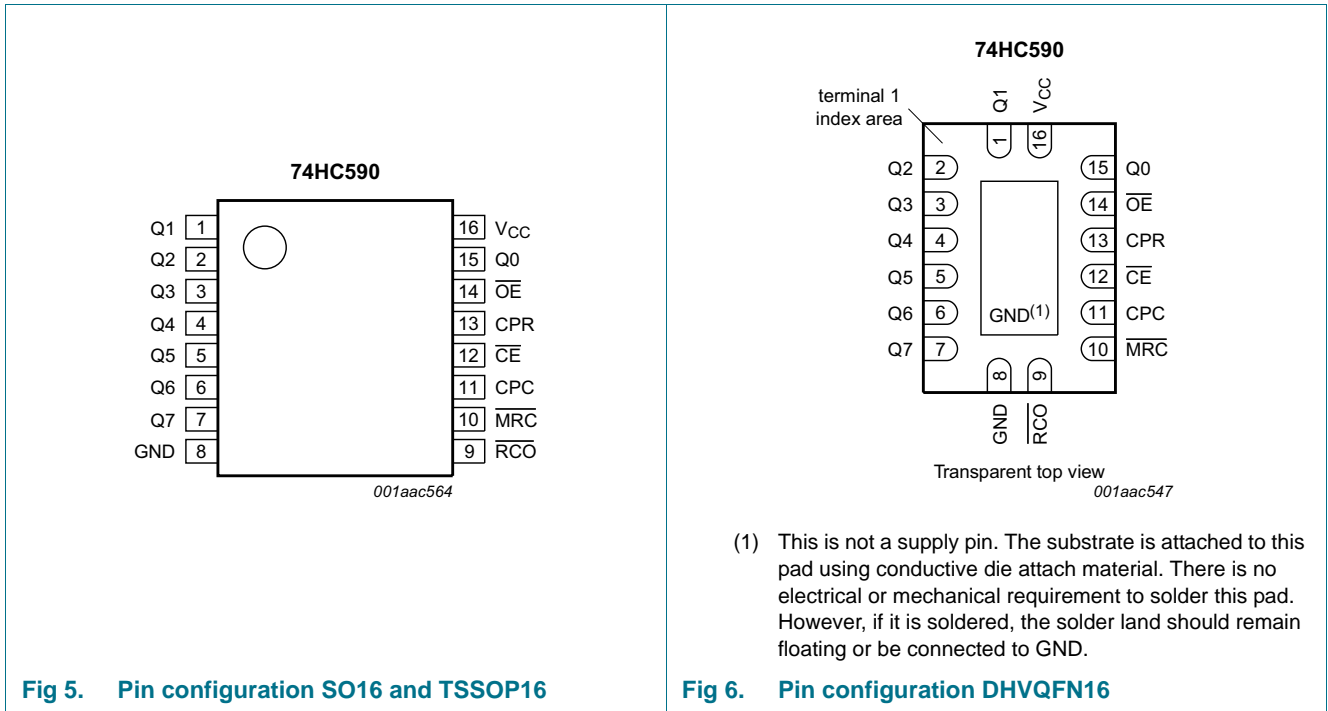 74HC590
Q1 1
Q2 2
Q3 3
Q4 4
Q5 5
Q6 6
Q7 7
GND 8
16 VCC
15 Q0
14 OE
13 CPR
12 CE
11 CPC
10 MRC
9 RCO
001aac564
Fig 5. Pin configuration SO16 and TSSOP16
74HC590
terminal 1
index area
Q1
VCC
1
16
Q2 2
Q3 3
Q4 4
Q5 5
Q6 6
Q7 7
15 Q0
14 OE
13 CPR
12 CE
11 CPC
10 MRC
GND(1)
8
9
GND
RCO
Transparent top view
001aac547
(1) This is not a supply pin. The substrate is attached to this
pad using conductive die attach material. There is no
electrical or mechanical requirement to solder this pad.
However, if it is soldered, the solder land should remain
floating or be connected to GND.
Fig 6. Pin configuration DHVQFN16